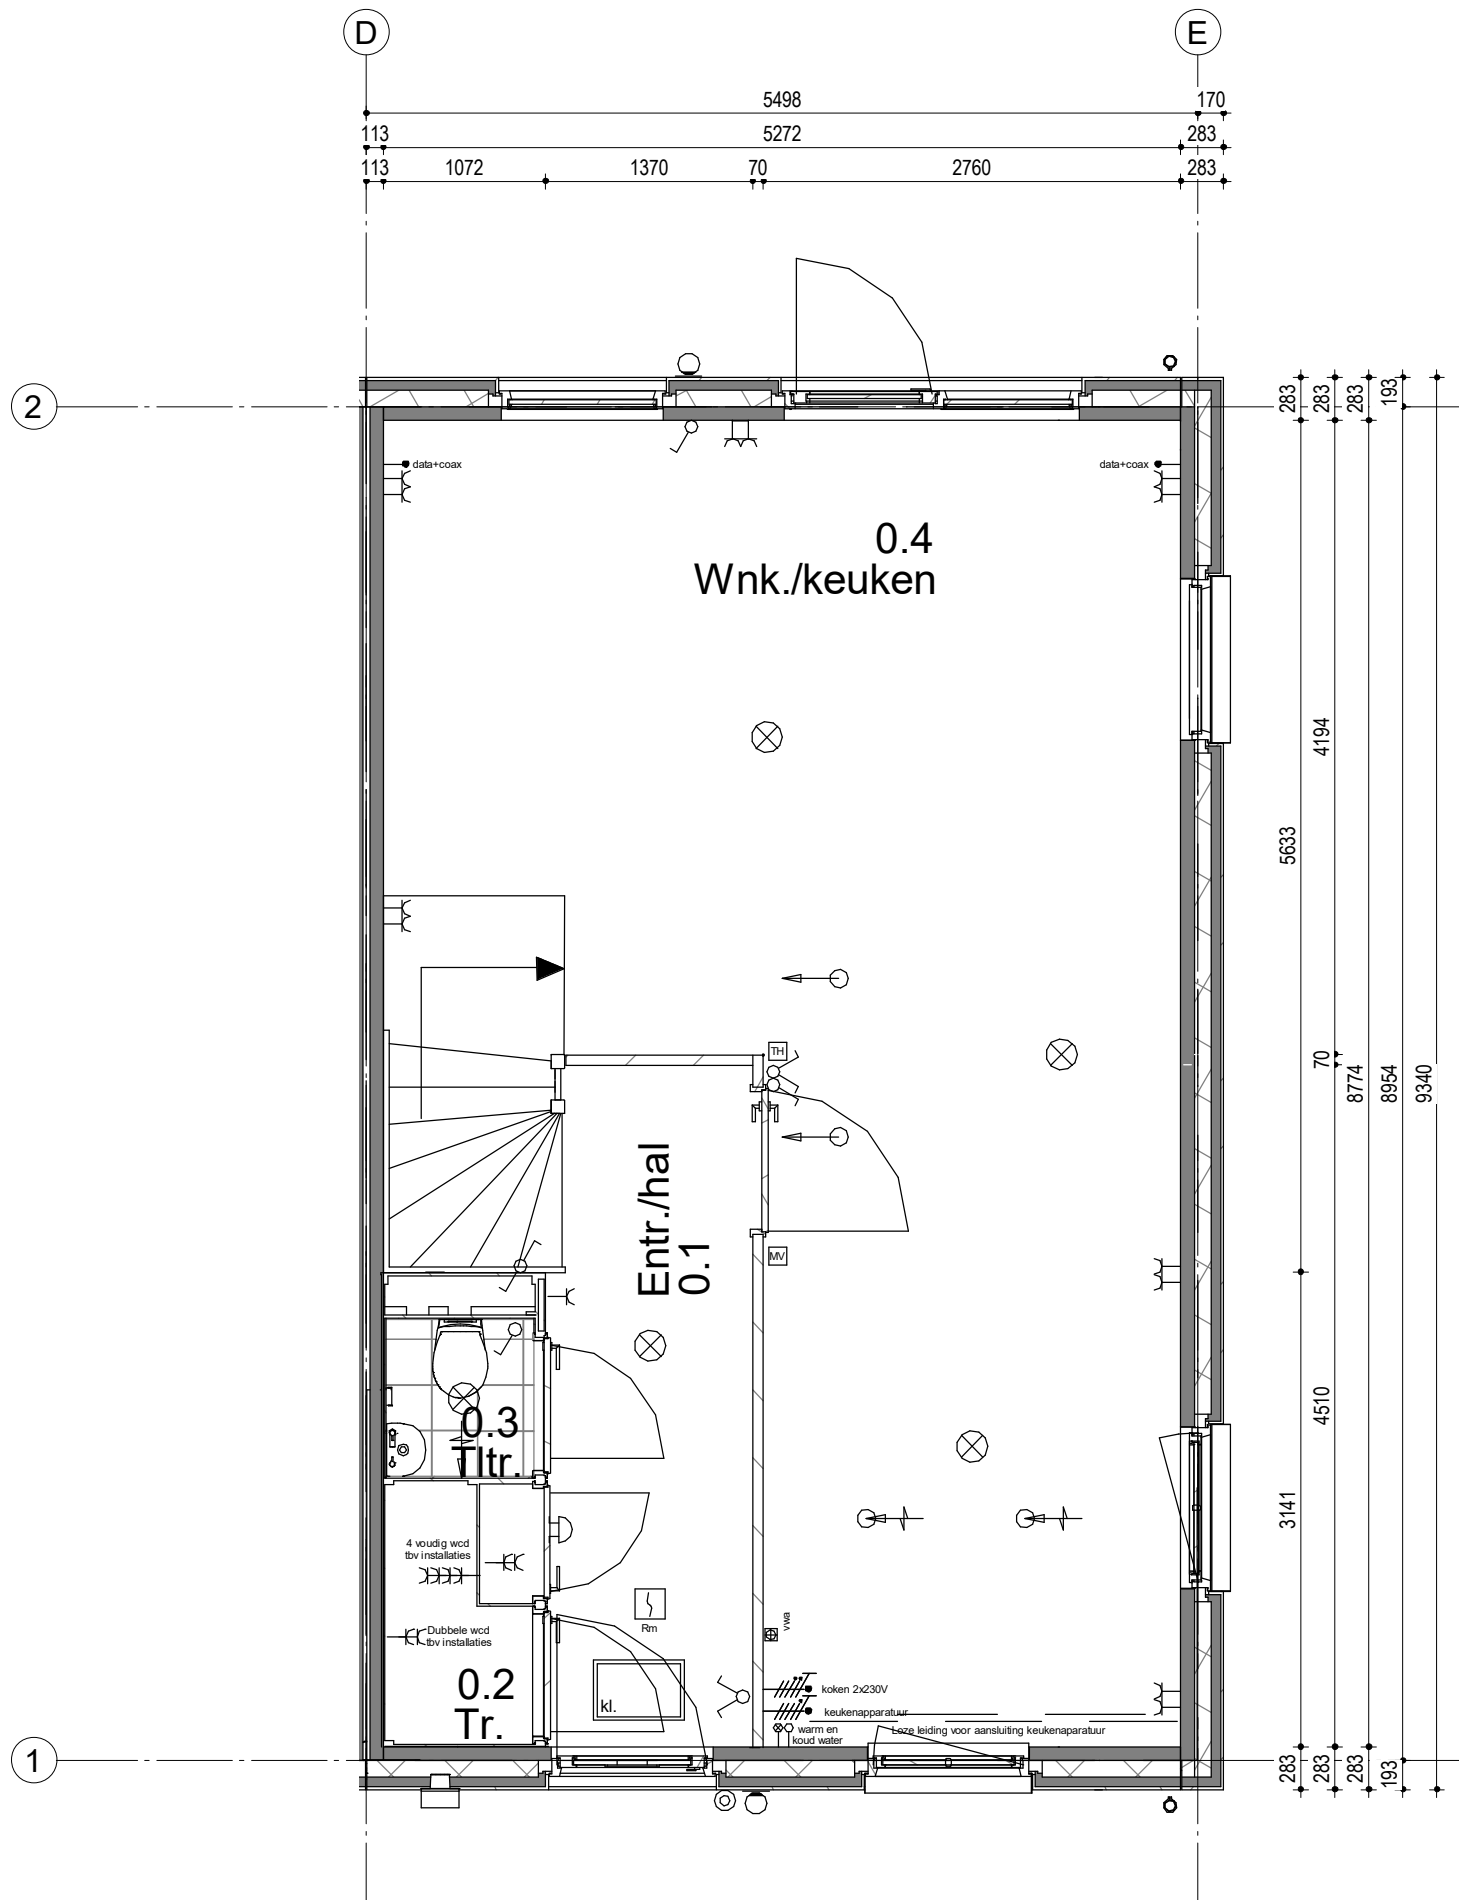 D
E
5498
170
113
5272
283
113
1072
1370
70
2760
283
2
283
283
283
193
data+coax
data+coax
0.4
Wnk./keuken
4194
5633
TH
70
8774
8954
9340
Entr./hal
0.1
MV
0.3
Tltr.
4510
3141
4 voudig wcd
tbv installaties
Rm
vwa
Dubbele wcd
tbv installaties
0.2
Tr.
kl.
koken 2x230V
keukenapparatuur
warm en
koud water
Loze leiding voor aansluiting keukenaparatuur
1
283
283
283
193